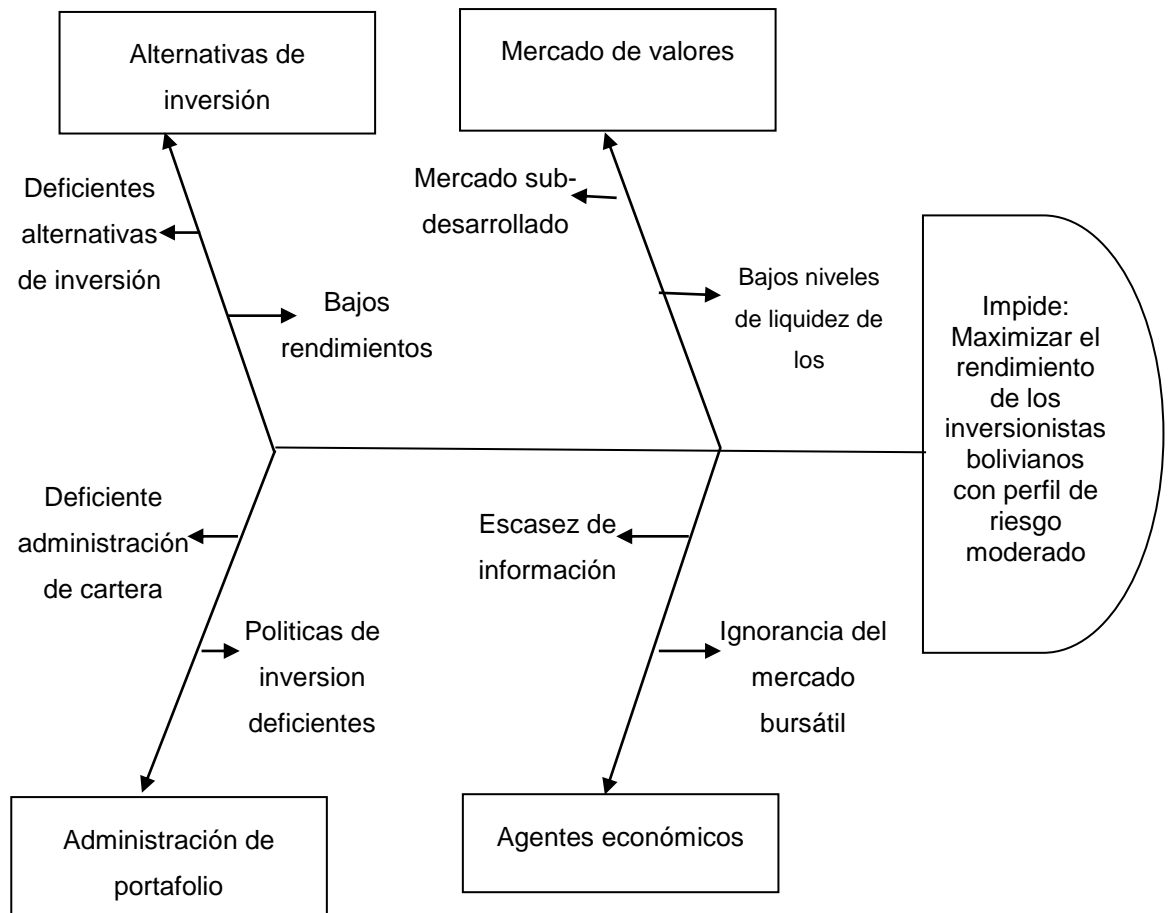 Alternativas de
inversión
Mercado de valores
Deficientes
alternativas
de inversión
Bajos
rendimientos
Mercado sub-
desarrollado
Bajos niveles
de liquidez de
los
Impide:
Maximizar el
rendimiento
de los
inversionistas
bolivianos
con perfil de
riesgo
moderado
Deficiente
administración
de cartera
Politicas de
inversion
deficientes
Escasez de
información
Ignorancia del
mercado
bursátil
Administración de
portafolio
Agentes económicos